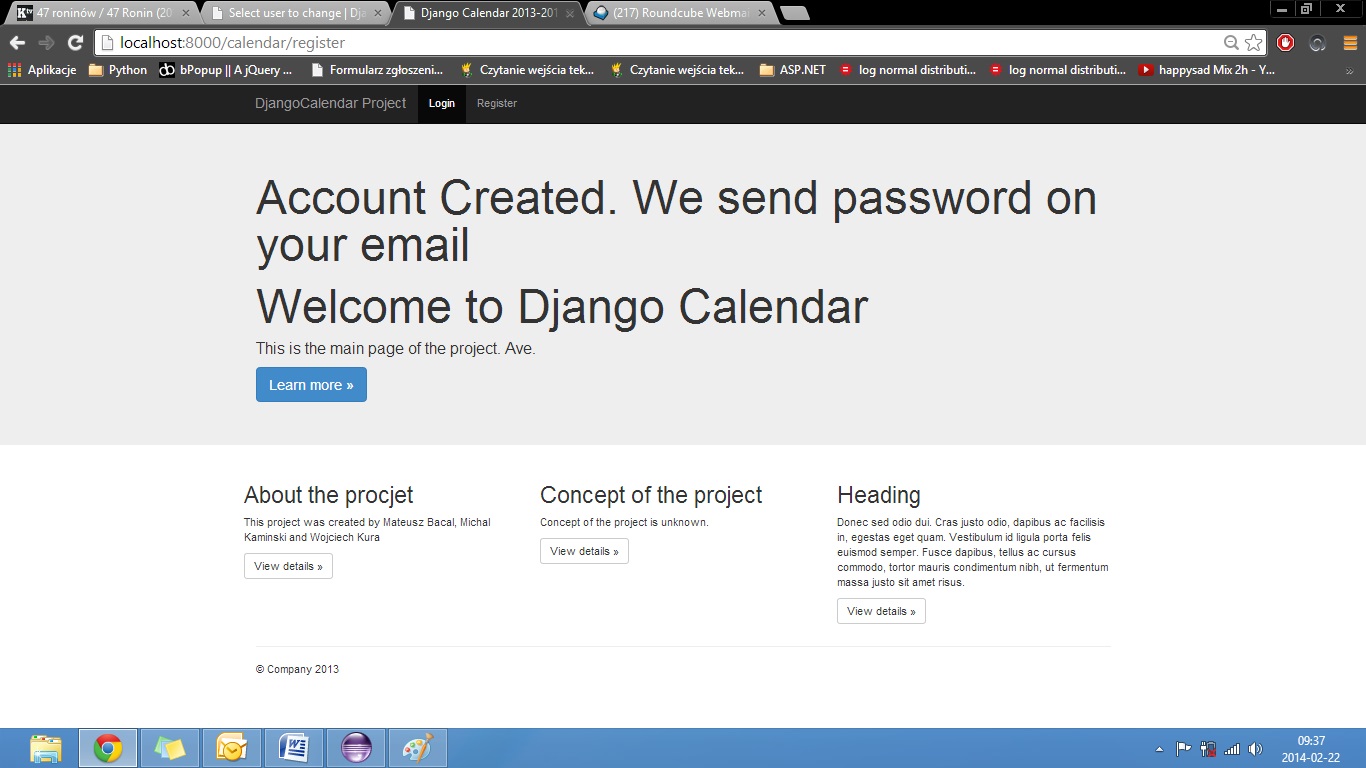 47 roninów / 47 Ronin (20
Select user to change | Dja
Django Calendar 2013-201
(217) Roundcube Webmai
localhost:8000/calendar/register
Aplikacje
Python
bPopup || A jQuery ...
Formularz zgłoszeni...
Czytanie wejścia tek...
Czytanie wejścia tek...
ASP.NET
log normal distributi...
log normal distributi...
happysad Mix 2h - Y...
DjangoCalendar Project
Login
Register
Account Created. We send password on
your email
Welcome to Django Calendar
This is the main page of the project. Ave.
Learn more »
About the procjet
This project was created by Mateusz Bacal, Michal
Kaminski and Wojciech Kura
View details »
Concept of the project
Concept of the project is unknown.
View details »
Heading
Donec sed odio dui. Cras justo odio, dapibus ac facilisis
in, egestas eget quam. Vestibulum id ligula porta felis
euismod semper. Fusce dapibus, tellus ac cursus
commodo, tortor mauris condimentum nibh, ut fermentum
massa justo sit amet risus.
View details »
© Company 2013
09:37
2014-02-22